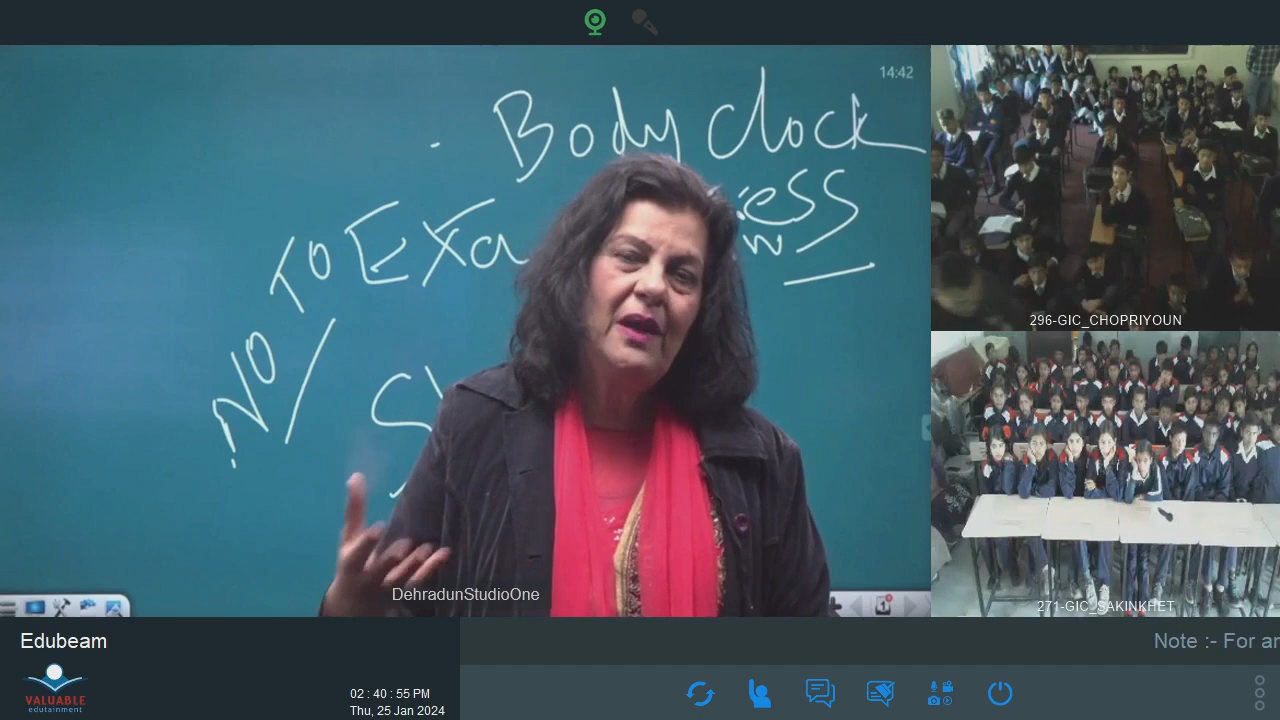 14:42
Body clock
TO Exa ess
NO
296-GIC_CHOPRIYOUN
271-GIC_SAKINKHET
DehradunStudioOne
1
Edubeam
Note :- For ar
VALUABLE
edutainment
02 : 40 : 55 PM
Thu, 25 Jan 2024